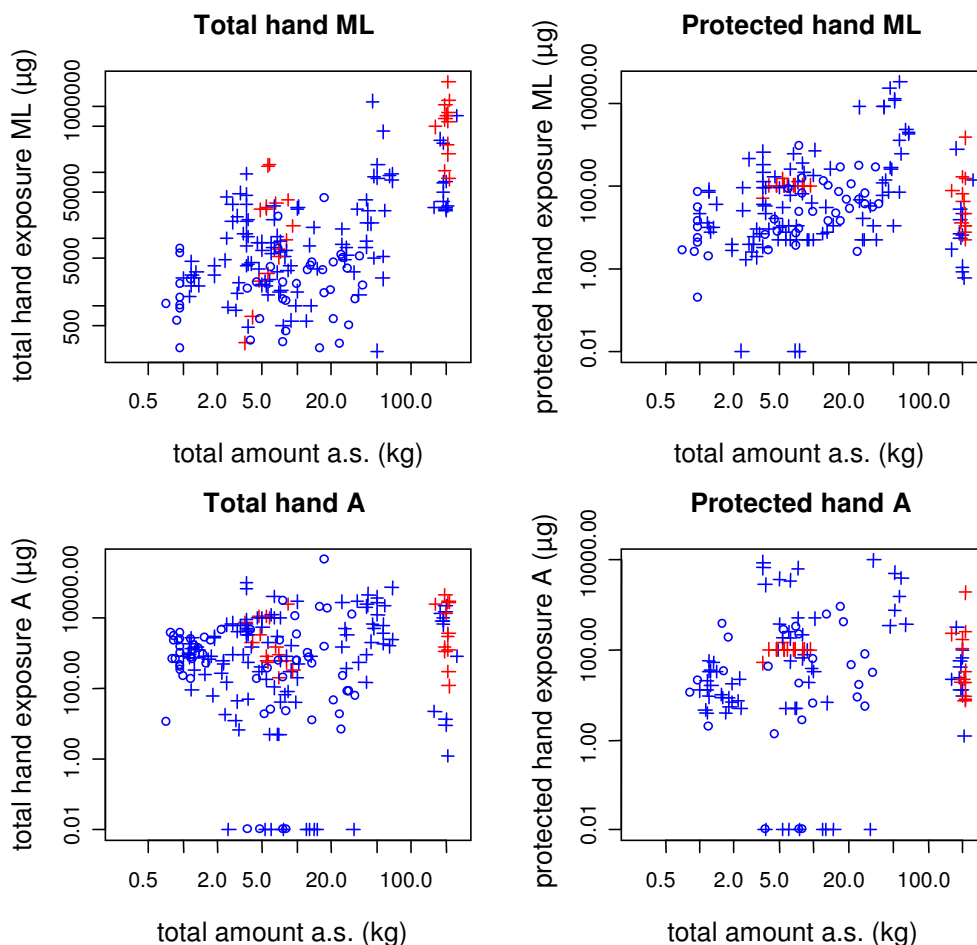 Total hand ML
total hand exposure ML (µg)
1000000
50000
5000
500
0.5 2.0 5.0 20.0 100.0
total amount a.s. (kg)
Protected hand ML
protected hand exposure ML (µg)
10000.00
100.00
1.00
0.01
0.5 2.0 5.0 20.0 100.0
total amount a.s. (kg)
Total hand A
total hand exposure A (µg)
10000.00
100.00
1.00
0.01
0.5 2.0 5.0 20.0 100.0
total amount a.s. (kg)
Protected hand A
protected hand exposure A (µg)
10000.00
100.00
1.00
0.01
0.5 2.0 5.0 20.0 100.0
total amount a.s. (kg)